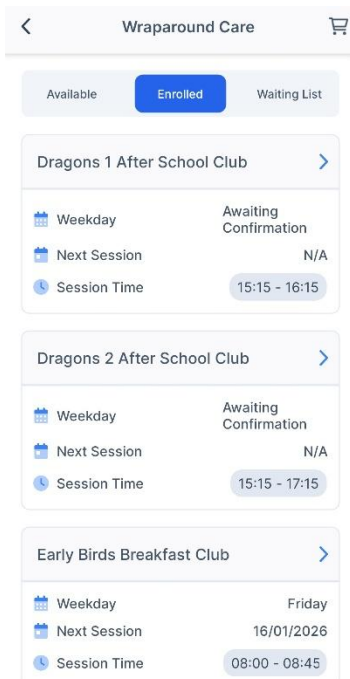 Wraparound Care
Available Enrolled Waiting List
Dragons 1 After School Club
Weekday Awaiting
Confirmation
Next Session N/A
Session Time 15:15 - 16:15
Dragons 2 After School Club
Weekday Awaiting
Confirmation
Next Session N/A
Session Time 15:15 - 17:15
Early Birds Breakfast Club
Weekday Friday
Next Session 16/01/2026
Session Time 08:00 - 08:45